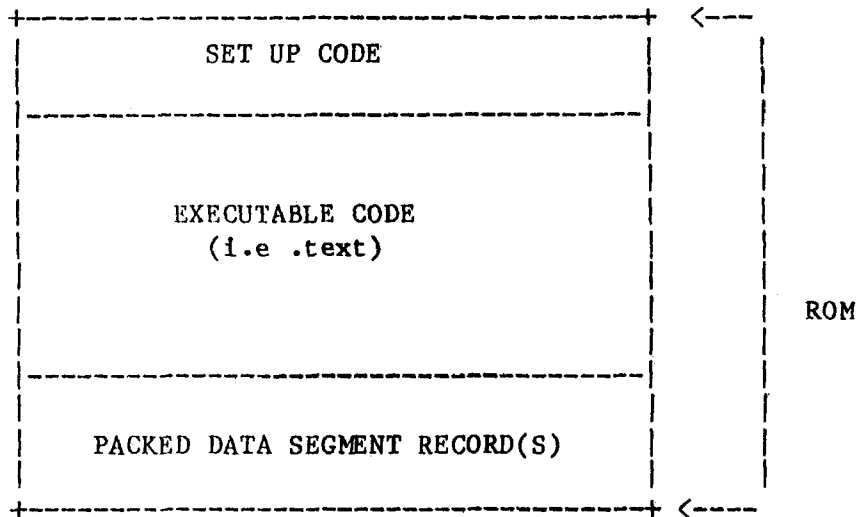 SET UP CODE
EXECUTABLE CODE
(i.e .text)
ROM
PACKED DATA SEGMENT RECORD(S)